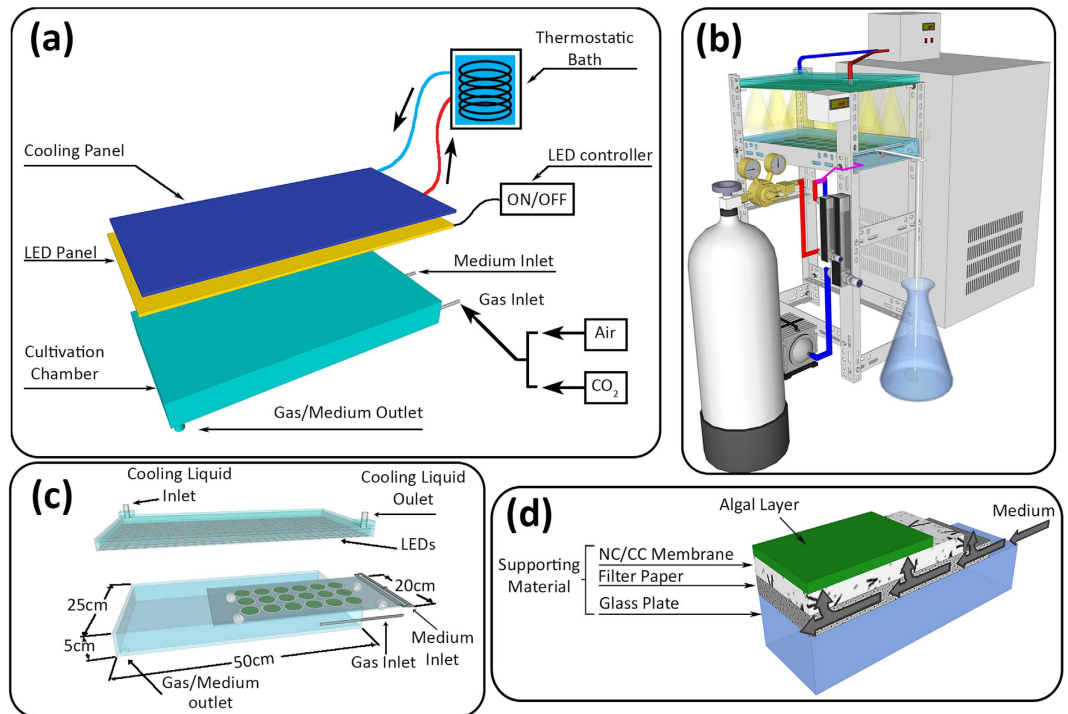 (a)
Thermostatic
Bath
Cooling Panel
LED controller
ON/OFF
LED Panel
Medium Inlet
Gas Inlet
Air
Cultivation
Chamber
CO2
Gas/Medium Outlet
(b)
(c)
Cooling Liquid
Inlet
Cooling Liquid
Oulet
LEDs
20cm
25cm
5cm
50cm
Gas Inlet
Medium
Inlet
Gas/Medium
outlet
(d)
Algal Layer
Medium
NC/CC Membrane
Supporting
Material
Filter Paper
Glass Plate